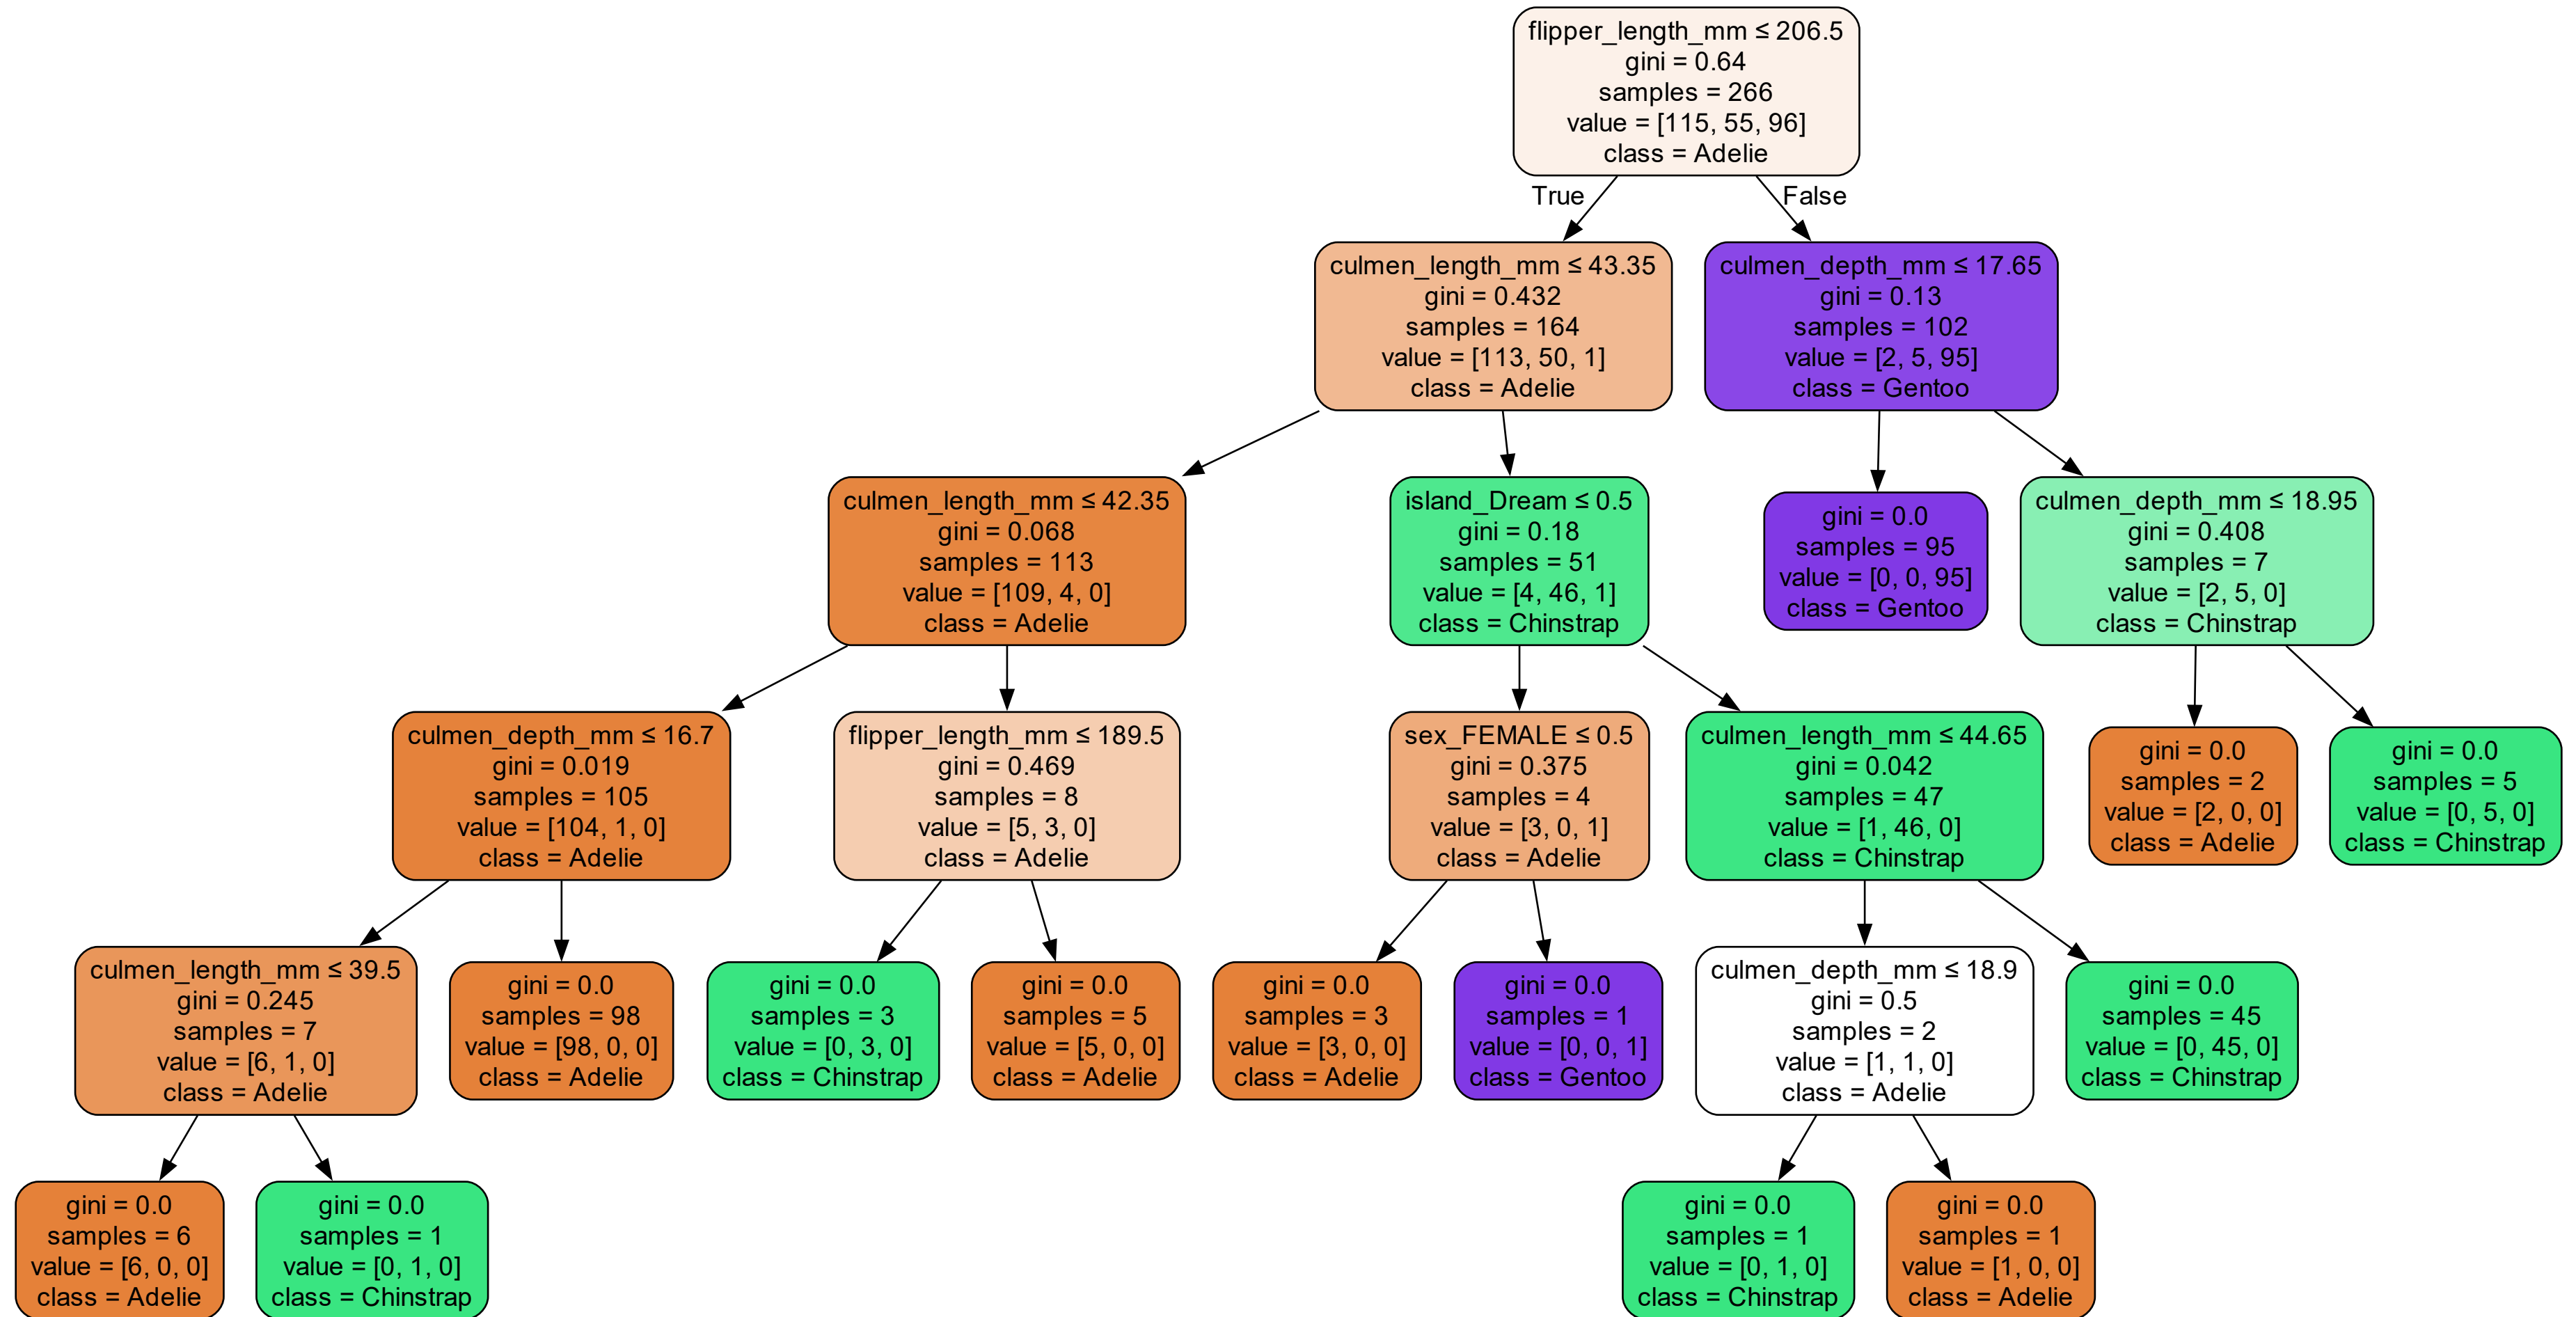 flipper_length_mm ≤ 206.5
gini = 0.64
samples = 266
value = [115, 55, 96]
class = Adelie
True
False
culmen_length_mm ≤ 43.35
gini = 0.432
samples = 164
value = [113, 50, 1]
class = Adelie
culmen_depth_mm ≤ 17.65
gini = 0.13
samples = 102
value = [2, 5, 95]
class = Gentoo
culmen_length_mm ≤ 42.35
gini = 0.068
samples = 113
value = [109, 4, 0]
class = Adelie
island_Dream ≤ 0.5
gini = 0.18
samples = 51
value = [4, 46, 1]
class = Chinstrap
gini = 0.0
samples = 95
value = [0, 0, 95]
class = Gentoo
culmen_depth_mm ≤ 18.95
gini = 0.408
samples = 7
value = [2, 5, 0]
class = Chinstrap
culmen_depth_mm ≤ 16.7
gini = 0.019
samples = 105
value = [104, 1, 0]
class = Adelie
flipper_length_mm ≤ 189.5
gini = 0.469
samples = 8
value = [5, 3, 0]
class = Adelie
sex_FEMALE ≤ 0.5
gini = 0.375
samples = 4
value = [3, 0, 1]
class = Adelie
culmen_length_mm ≤ 44.65
gini = 0.042
samples = 47
value = [1, 46, 0]
class = Chinstrap
gini = 0.0
samples = 2
value = [2, 0, 0]
class = Adelie
gini = 0.0
samples = 5
value = [0, 5, 0]
class = Chinstrap
culmen_length_mm ≤ 39.5
gini = 0.245
samples = 7
value = [6, 1, 0]
class = Adelie
gini = 0.0
samples = 98
value = [98, 0, 0]
class = Adelie
gini = 0.0
samples = 3
value = [0, 3, 0]
class = Chinstrap
gini = 0.0
samples = 5
value = [5, 0, 0]
class = Adelie
gini = 0.0
samples = 3
value = [3, 0, 0]
class = Adelie
gini = 0.0
samples = 1
value = [0, 0, 1]
class = Gentoo
culmen_depth_mm ≤ 18.9
gini = 0.5
samples = 2
value = [1, 1, 0]
class = Adelie
gini = 0.0
samples = 45
value = [0, 45, 0]
class = Chinstrap
gini = 0.0
samples = 6
value = [6, 0, 0]
class = Adelie
gini = 0.0
samples = 1
value = [0, 1, 0]
class = Chinstrap
gini = 0.0
samples = 1
value = [0, 1, 0]
class = Chinstrap
gini = 0.0
samples = 1
value = [1, 0, 0]
class = Adelie